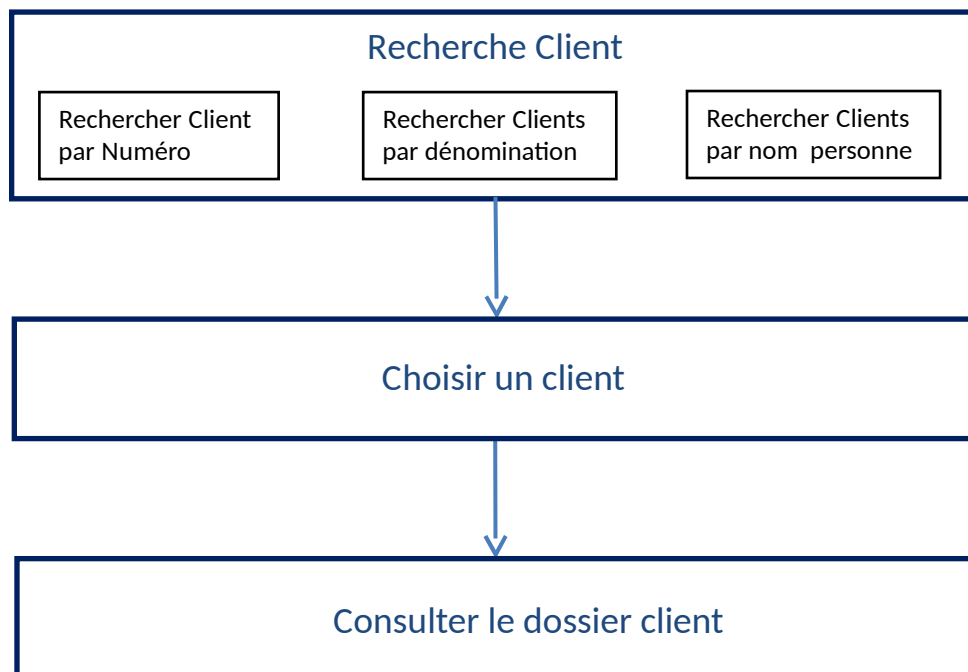 Recherche Client
Rechercher Client
par Numéro
Rechercher Clients
par dénomination
Rechercher Clients
par nom  personne
Choisir un client
Consulter le dossier client